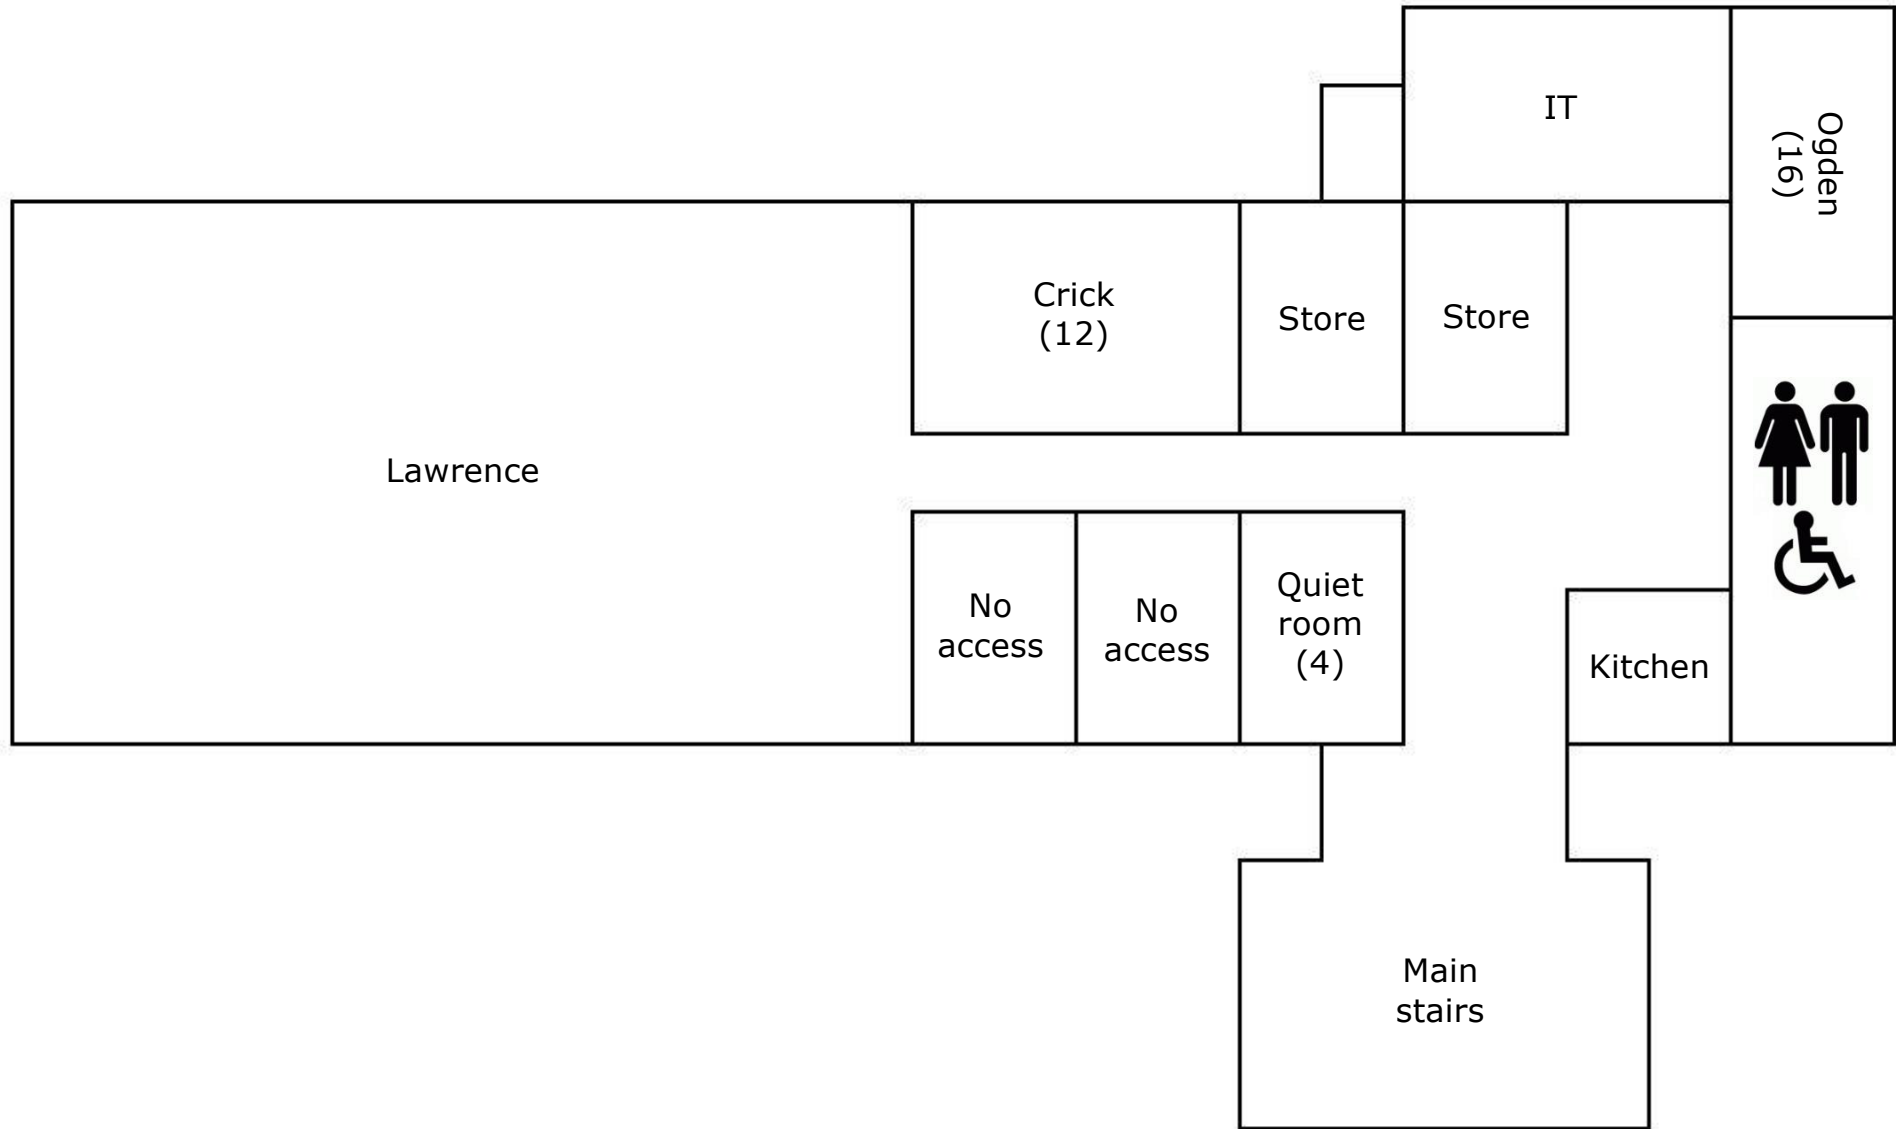 IT
Ogden
(16)
Crick
(12)
Store
Store
Lawrence
No
access
No
access
Quiet
room
(4)
Kitchen
Main
stairs